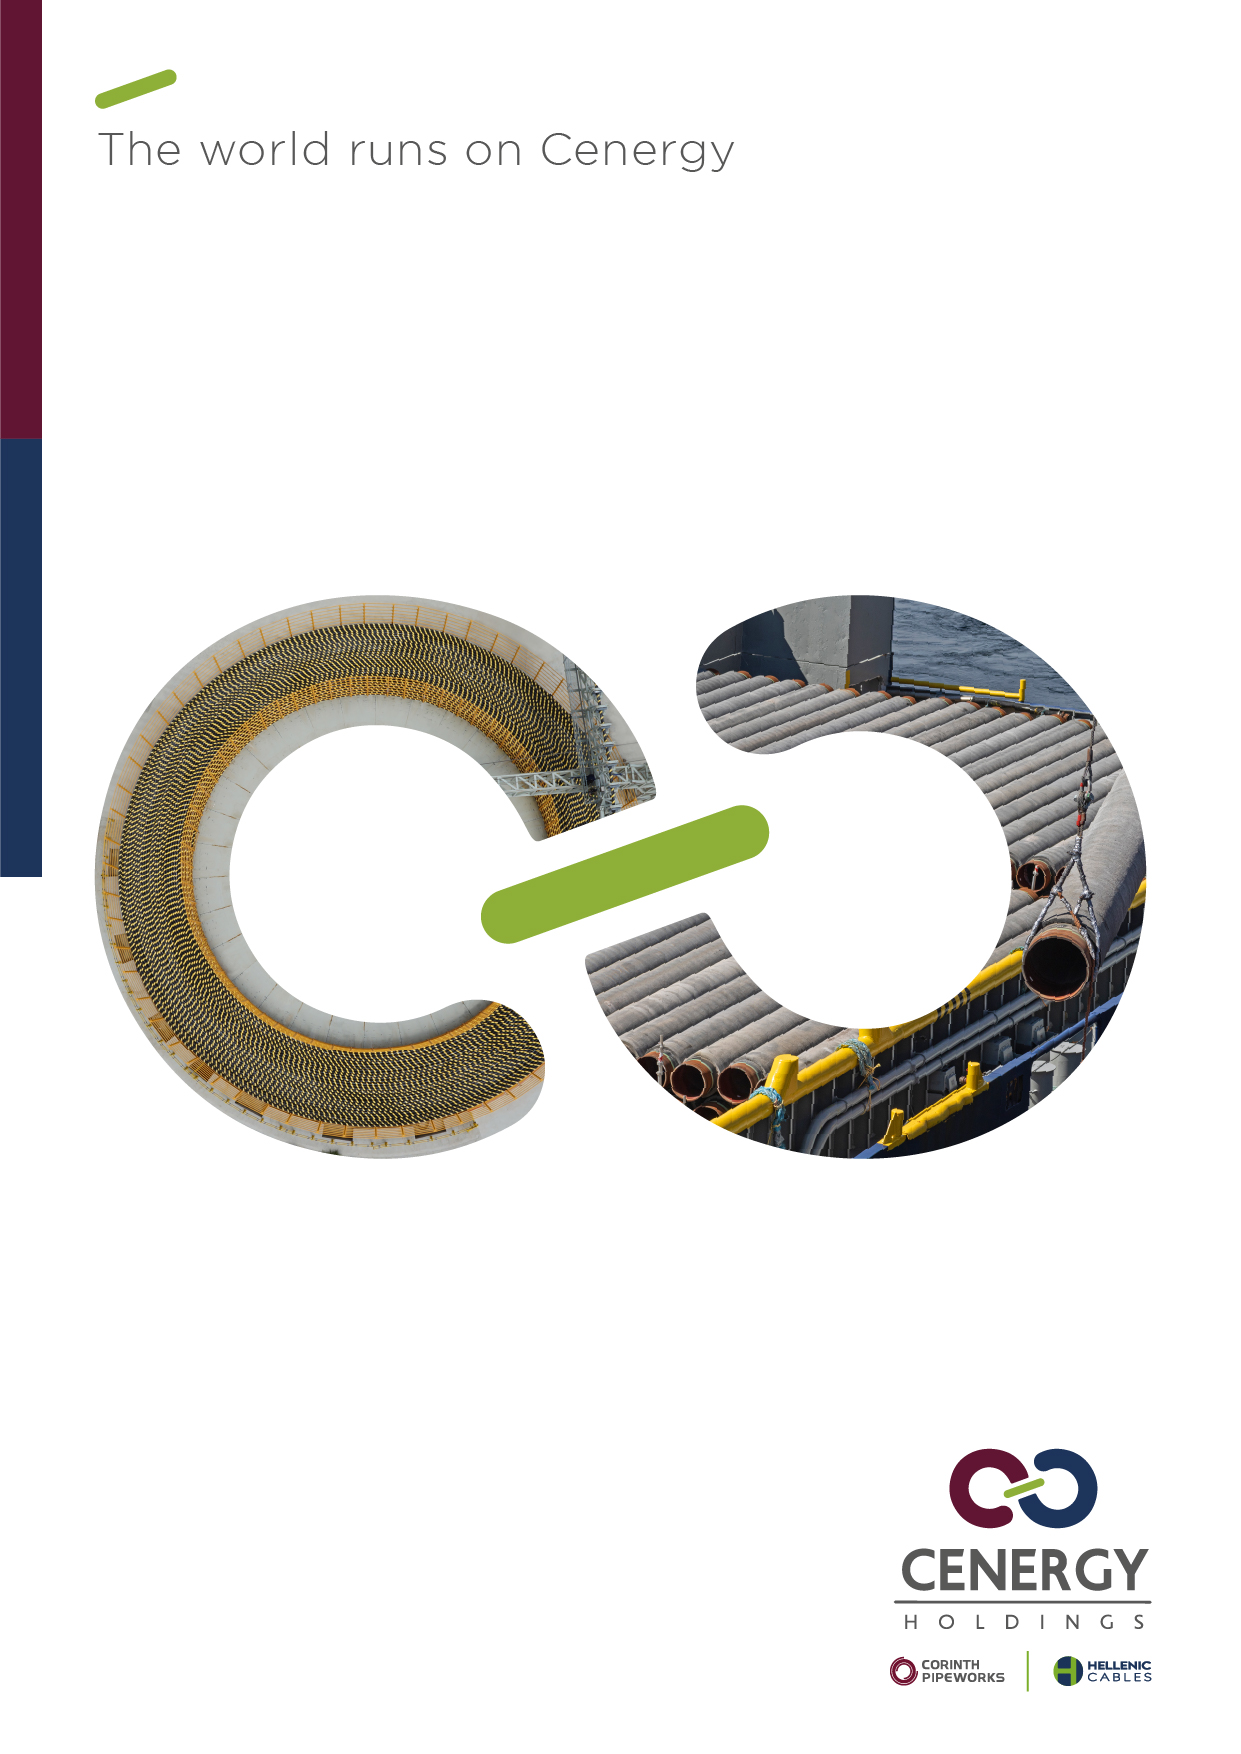 The world runs on Cenergy
CENERGY
HOLDINGS
CORINTH
PIPEWORKS
HELLENIC
CABLES